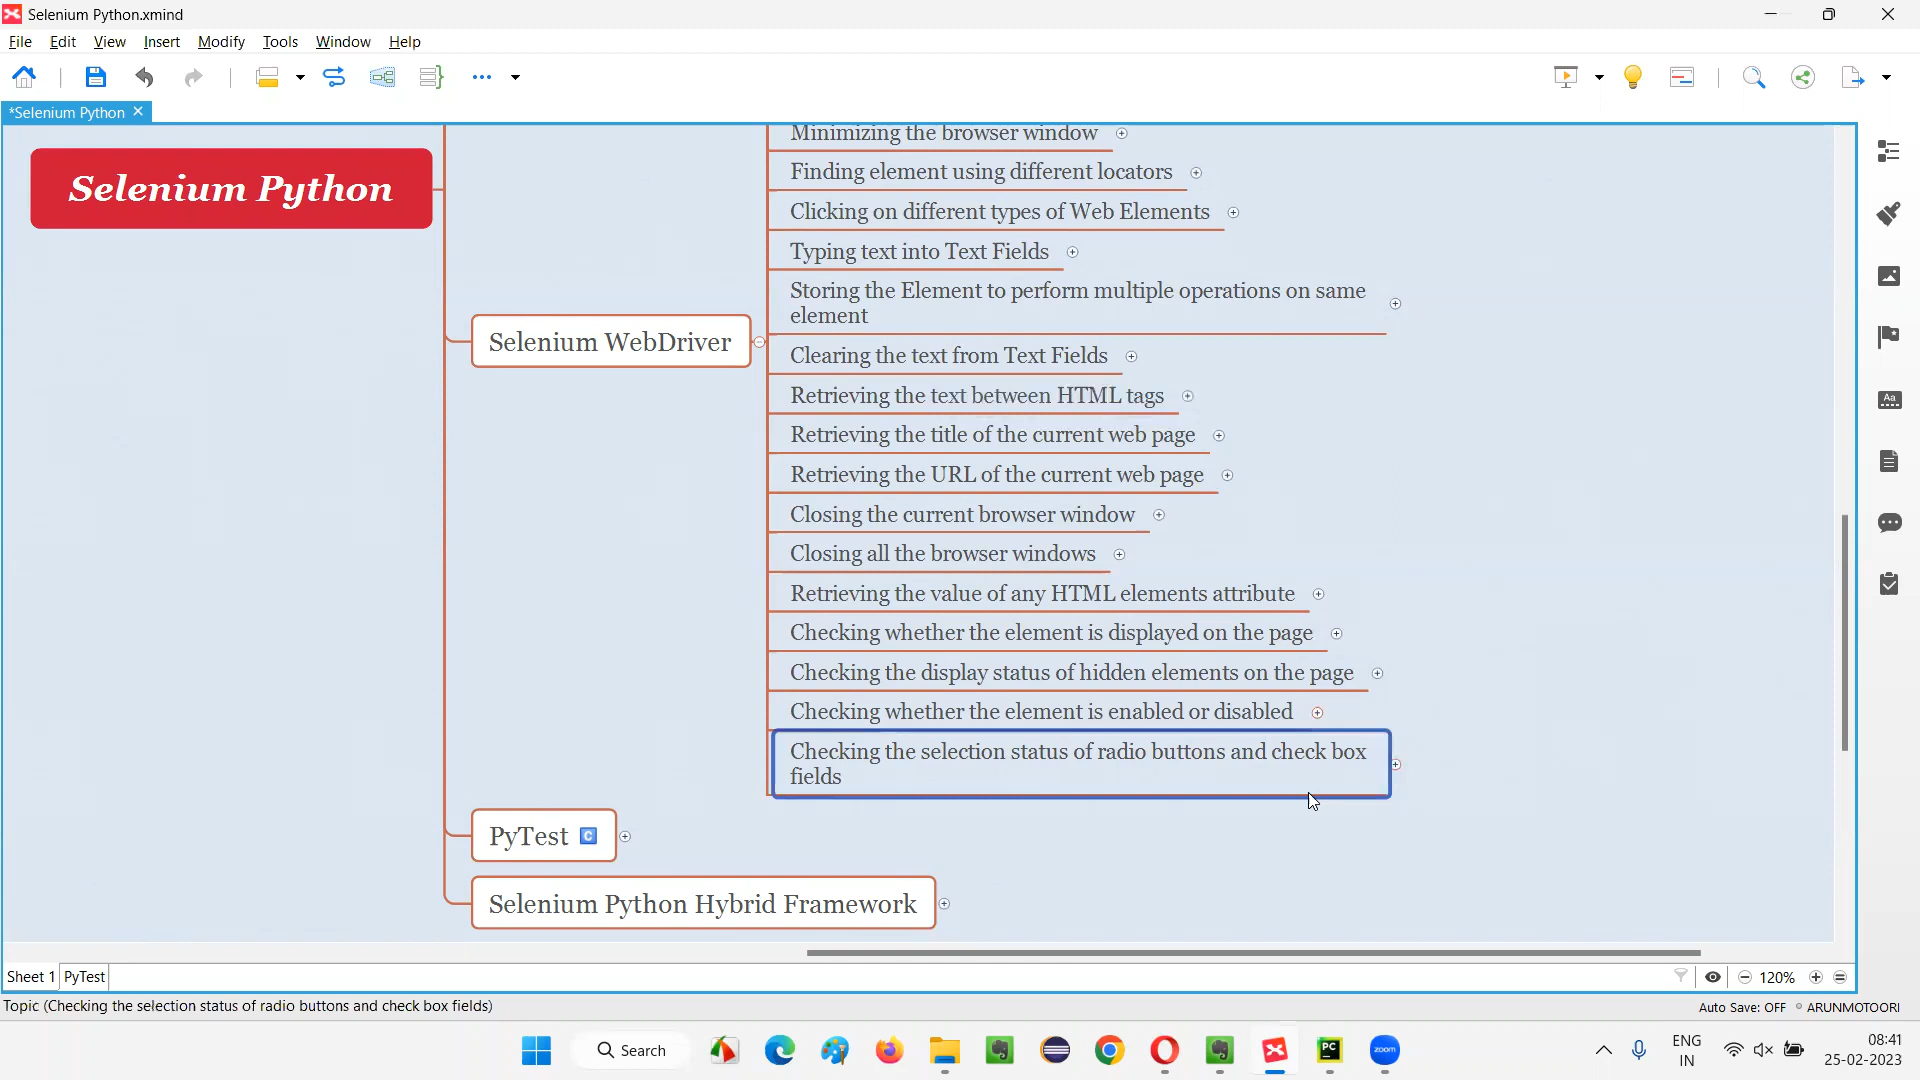 Selenium Python.xmind
File Edit View Insert Modify Tools Window Help
*Selenium Python
Selenium Python
Minimizing the browser window
Finding element using different locators
Clicking on different types of Web Elements
Typing text into Text Fields
Storing the Element to perform multiple operations on same
element
Selenium WebDriver
Clearing the text from Text Fields
Retrieving the text between HTML tags
Retrieving the title of the current web page
Retrieving the URL of the current web page
Closing the current browser window
Closing all the browser windows
Retrieving the value of any HTML elements attribute
Checking whether the element is displayed on the page
Checking the display status of hidden elements on the page
Checking whether the element is enabled or disabled
Checking the selection status of radio buttons and check box
fields
PyTest C
Selenium Python Hybrid Framework
Aa
Sheet 1 PyTest
120%
Topic (Checking the selection status of radio buttons and check box fields)
Auto Save: OFF ARUNMOTOORI
Search
PC
zoom
ENG
IN
08:41
25-02-2023